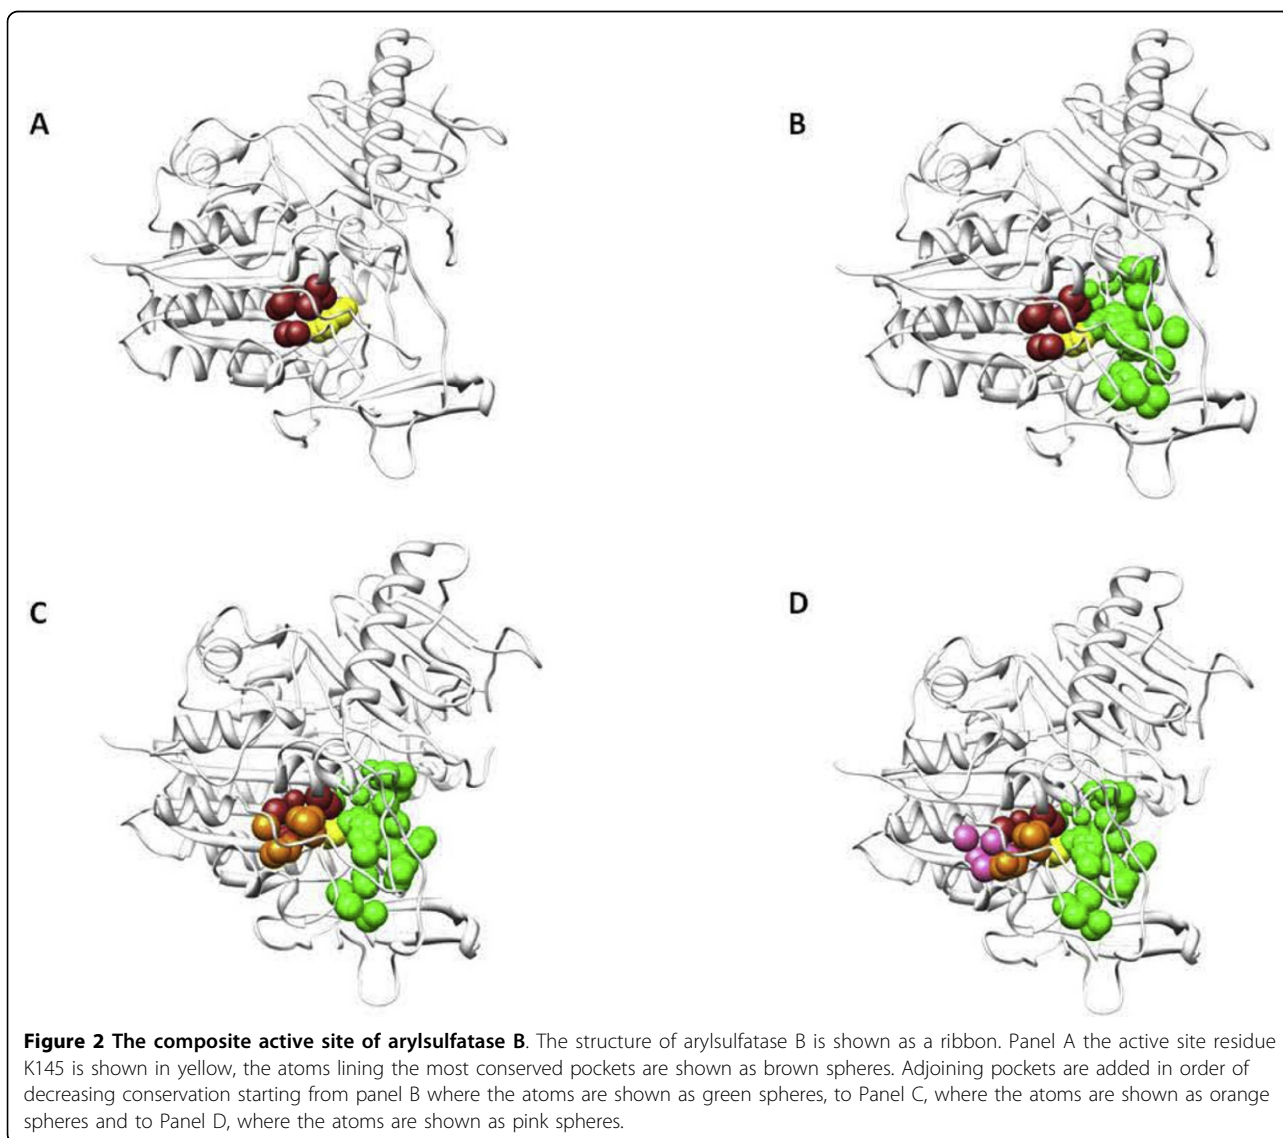 A
B
C
D
Figure 2 The composite active site of arylsulfatase B. The structure of arylsulfatase B is shown as a ribbon. Panel A the active site residue
K145 is shown in yellow, the atoms lining the most conserved pockets are shown as brown spheres. Adjoining pockets are added in order of
decreasing conservation starting from panel B where the atoms are shown as green spheres, to Panel C, where the atoms are shown as orange
spheres and to Panel D, where the atoms are shown as pink spheres.